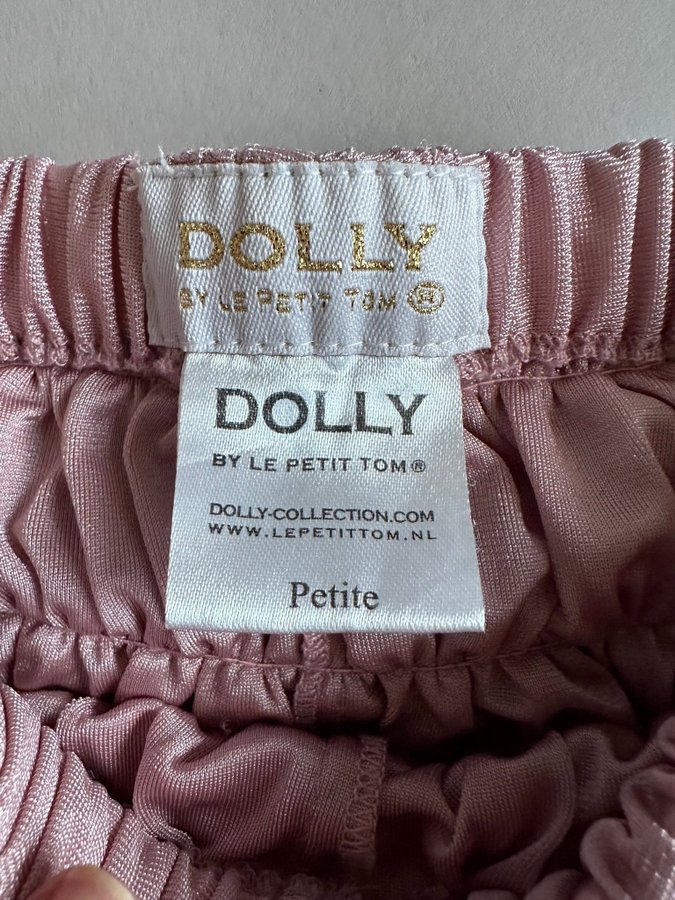 DOLLY
BY LE PETIT TOM ®
DOLLY
BY LE PETIT TOM®
DOLLY-COLLECTION.COM
WWW.LEPETITTOM.NL
Petite